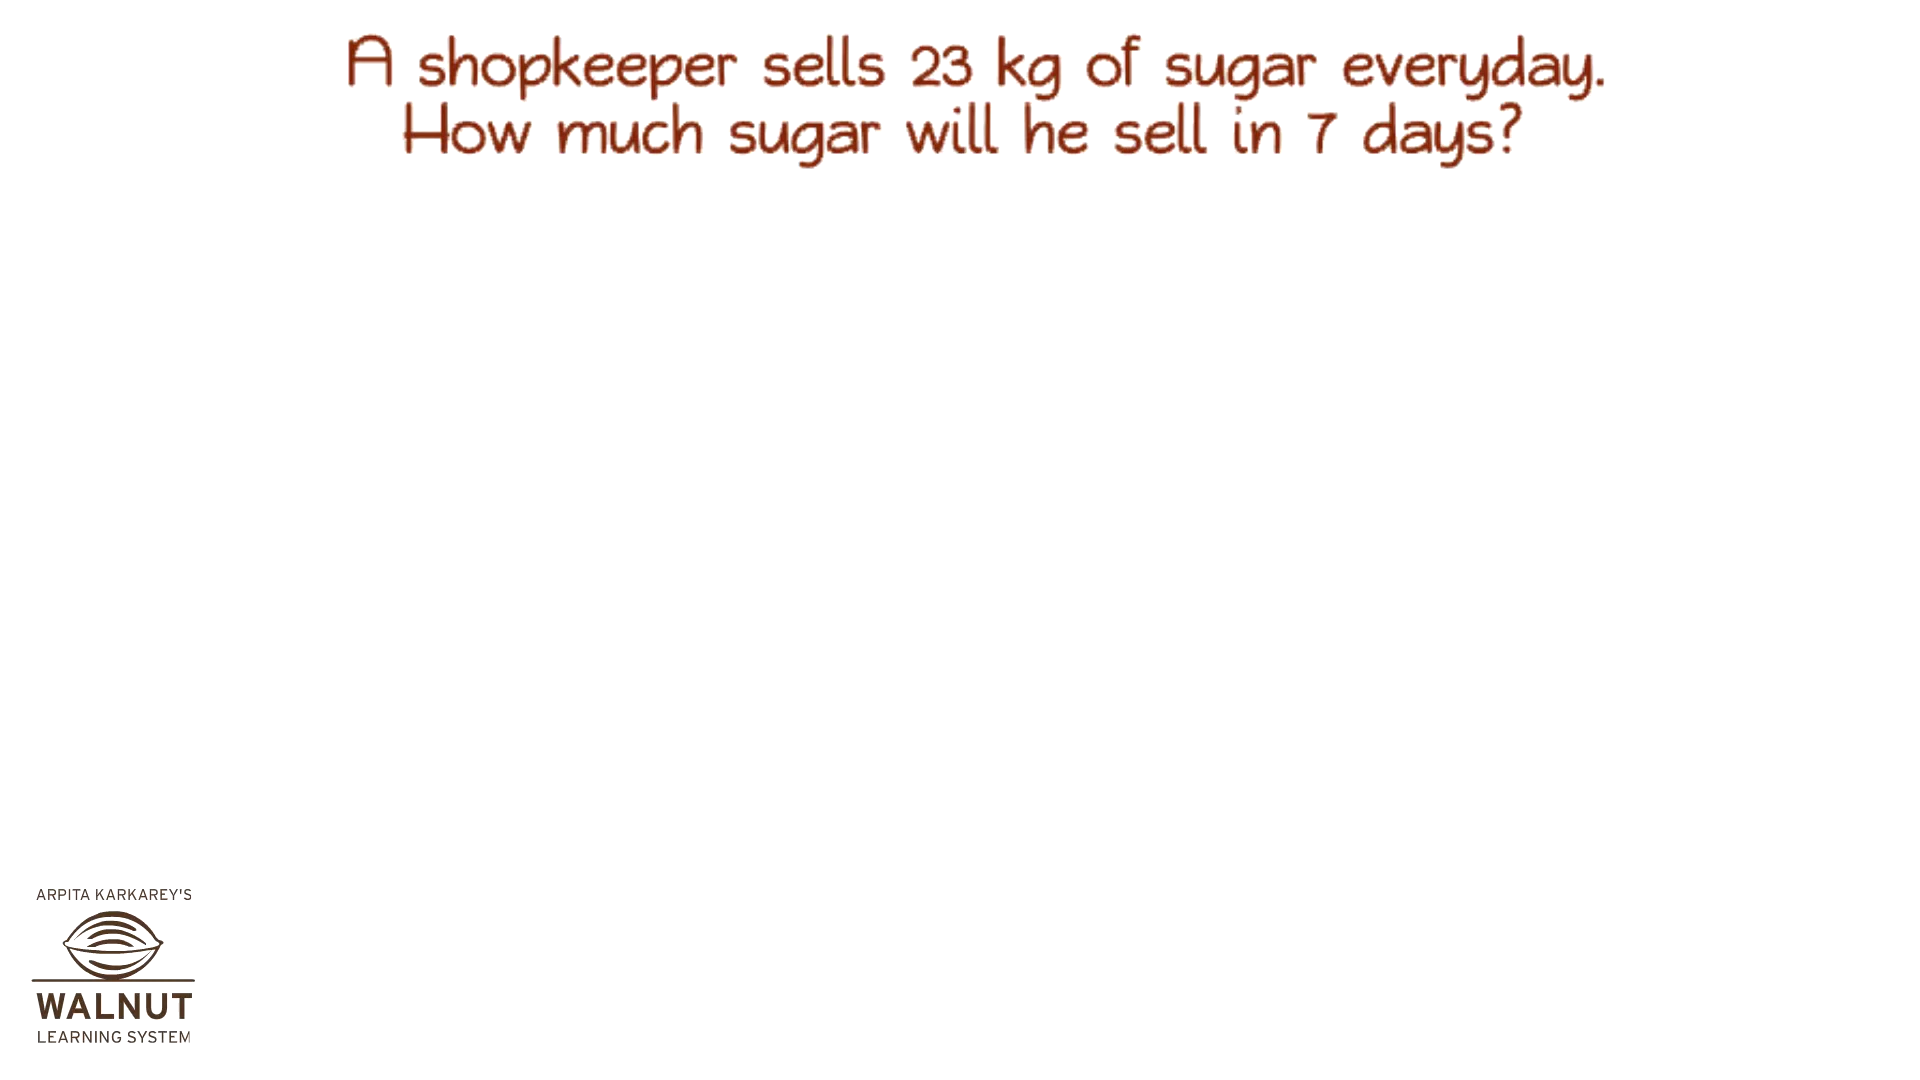 A shopkeeper sells 23 kg of sugar everyday.
How much sugar will he sell in 7 days?
ARPITA KARKAREY'S
WALNUT
LEARNING SYSTEM